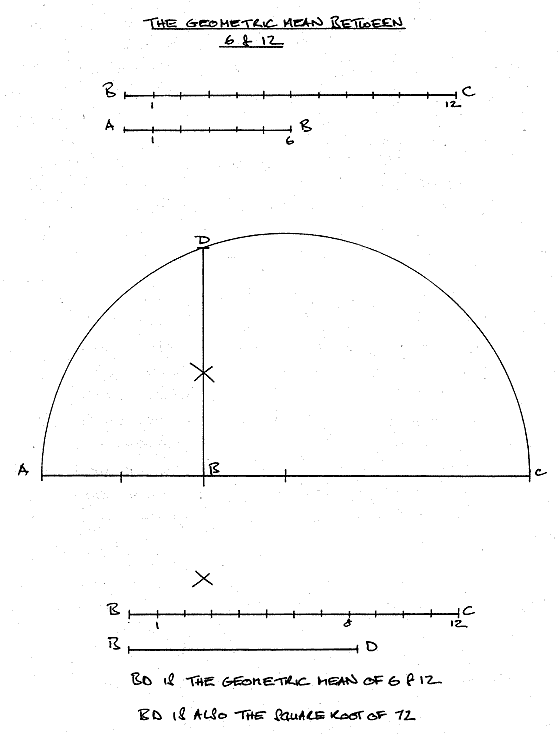 THE GEOMETRIC MEAN BETWEEN
6 & 12
B C
1 12
A B
1 6
D
A B C
B C
1 8 12
B D
BD IS THE GEOMETRIC MEAN OF 6 & 12
BD IS ALSO THE SQUARE ROOT OF 72